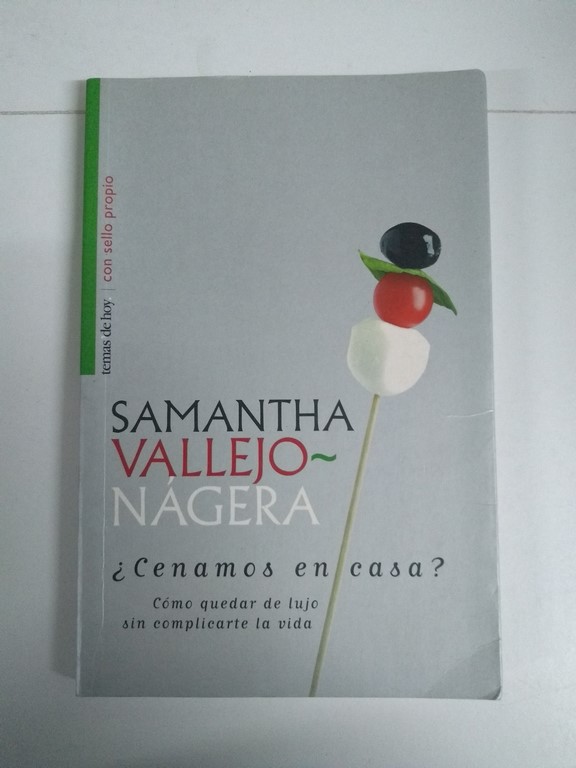 temas de hoy | con sello propio
SAMANTHA
VALLEJO~
NÁGERA
¿Cenamos en casa?
Cómo quedar de lujo
sin complicarte la vida